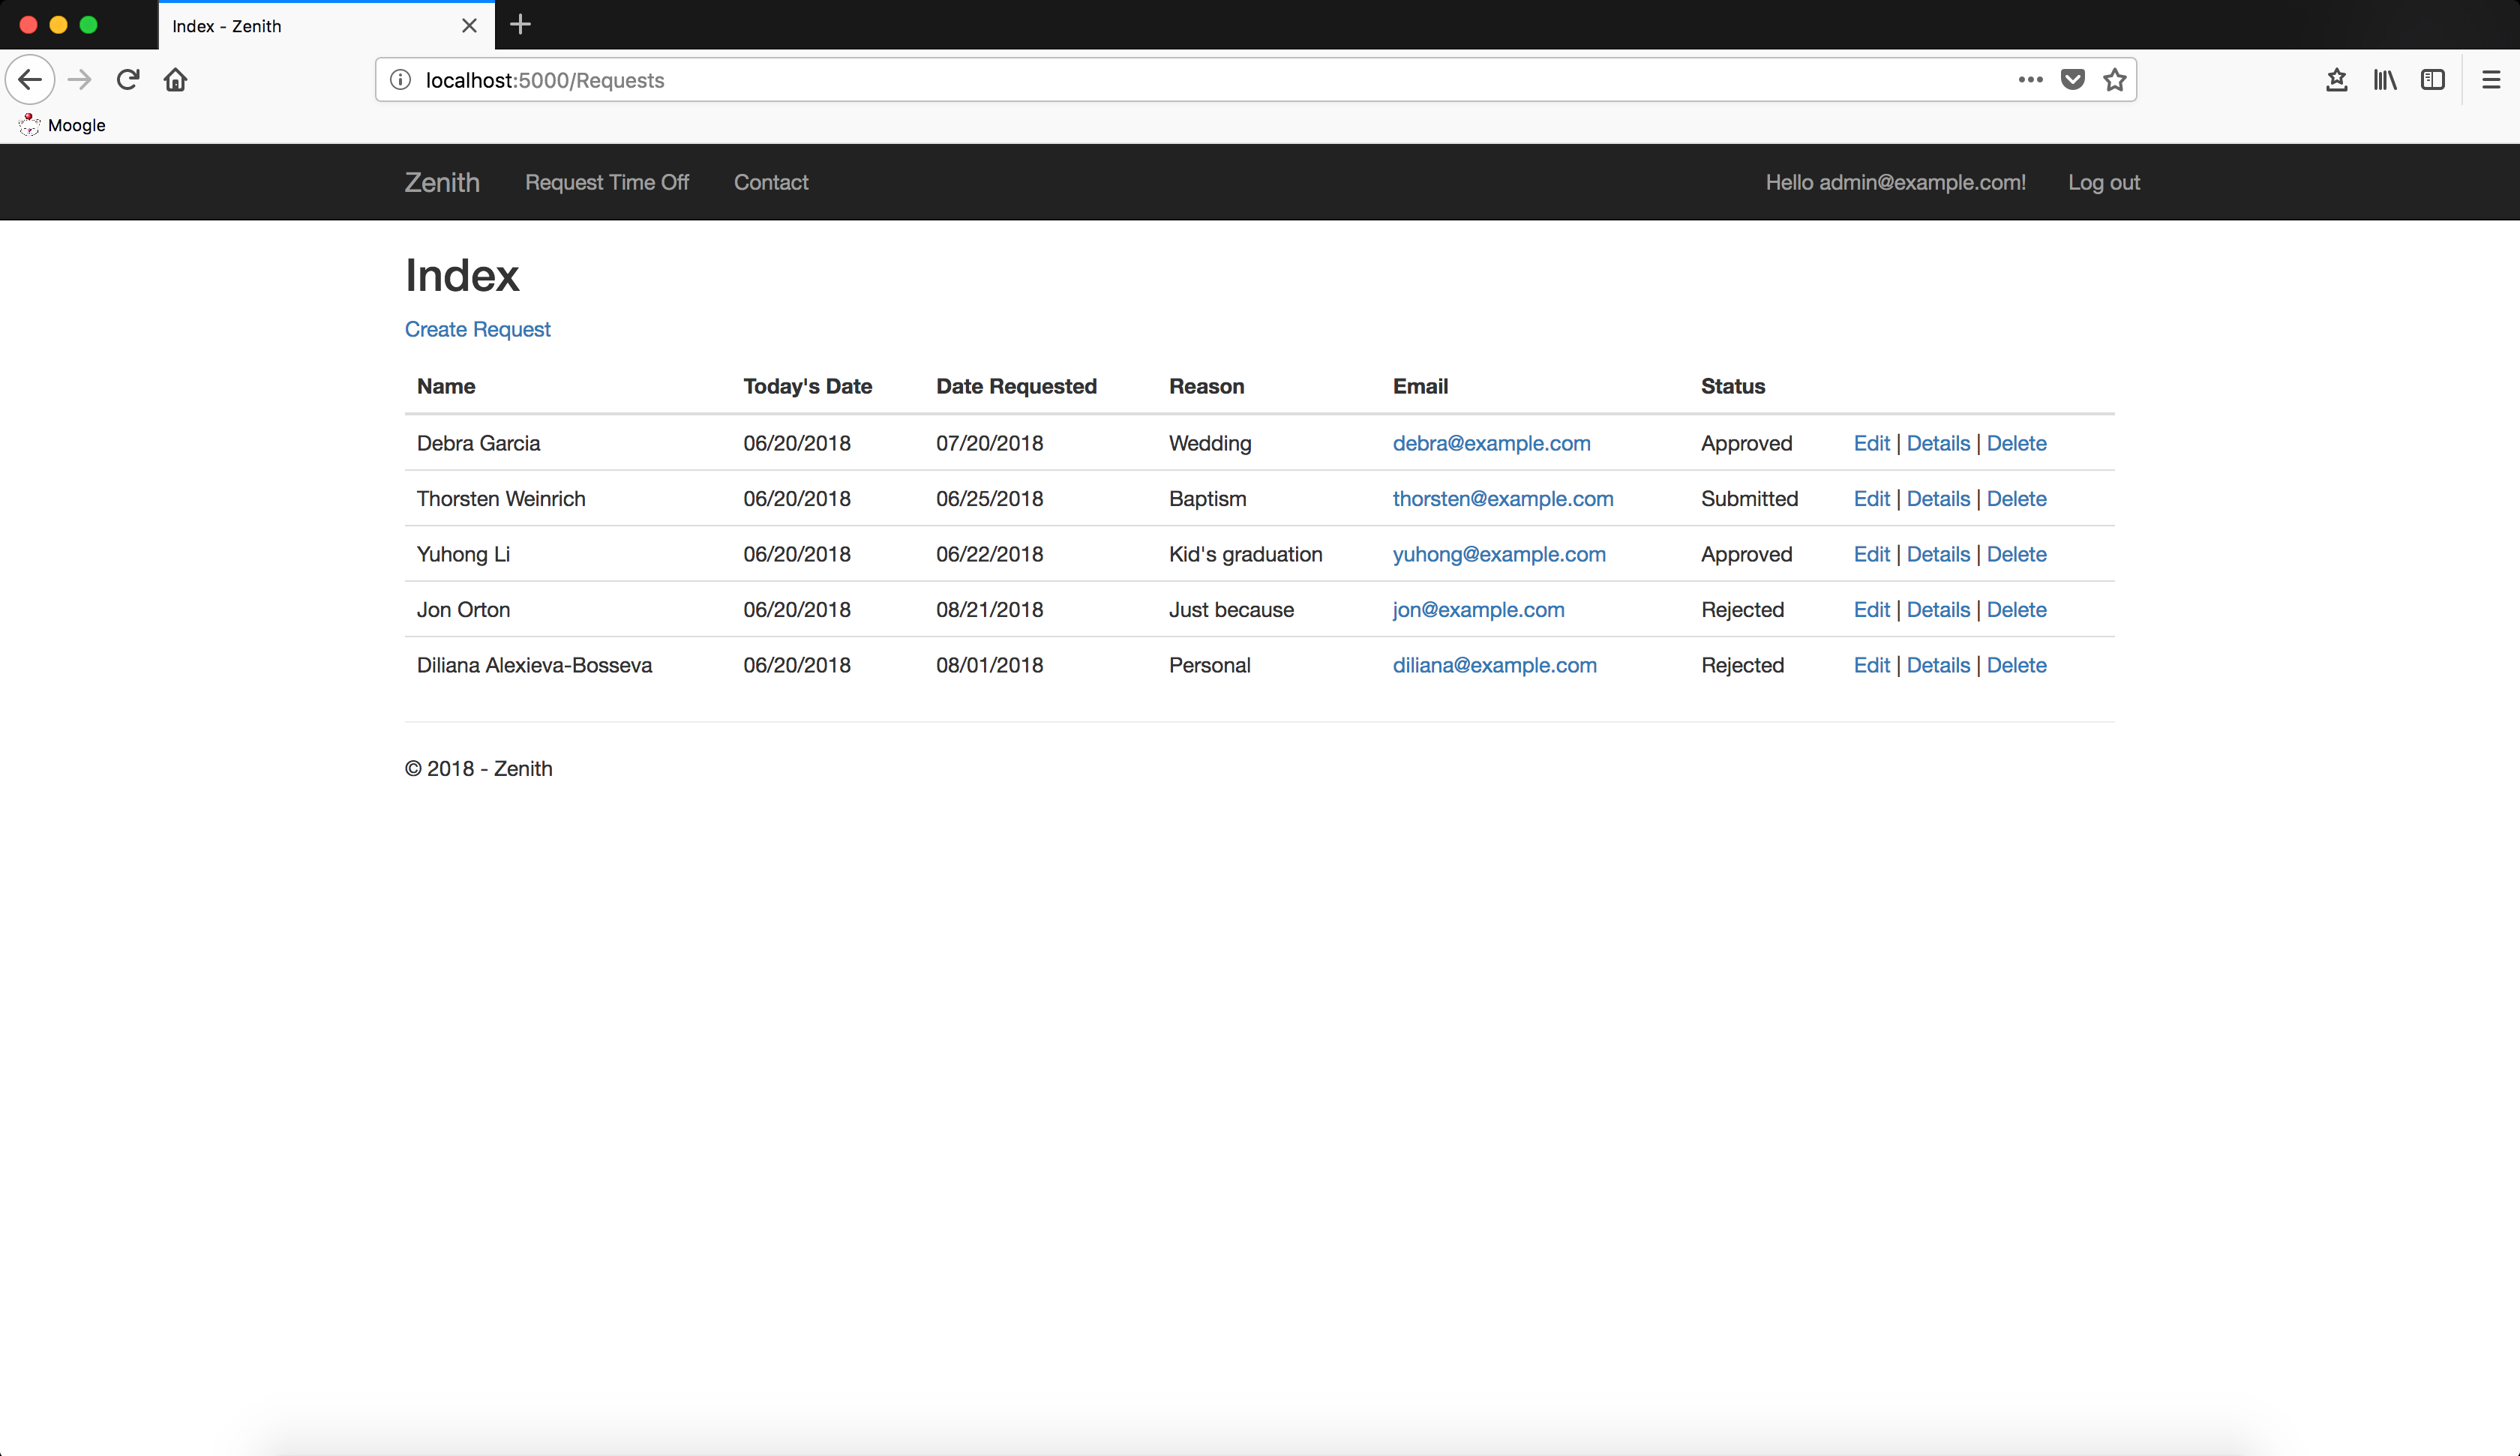 Index - Zenith
localhost:5000/Requests
Moogle
Zenith Request Time Off Contact Hello admin@example.com! Log out
Index
Create Request
Name Today's Date Date Requested Reason Email Status
Debra Garcia 06/20/2018 07/20/2018 Wedding debra@example.com Approved Edit | Details | Delete
Thorsten Weinrich 06/20/2018 06/25/2018 Baptism thorsten@example.com Submitted Edit | Details | Delete
Yuhong Li 06/20/2018 06/22/2018 Kid's graduation yuhong@example.com Approved Edit | Details | Delete
Jon Orton 06/20/2018 08/21/2018 Just because jon@example.com Rejected Edit | Details | Delete
Diliana Alexieva-Bosseva 06/20/2018 08/01/2018 Personal diliana@example.com Rejected Edit | Details | Delete
© 2018 - Zenith